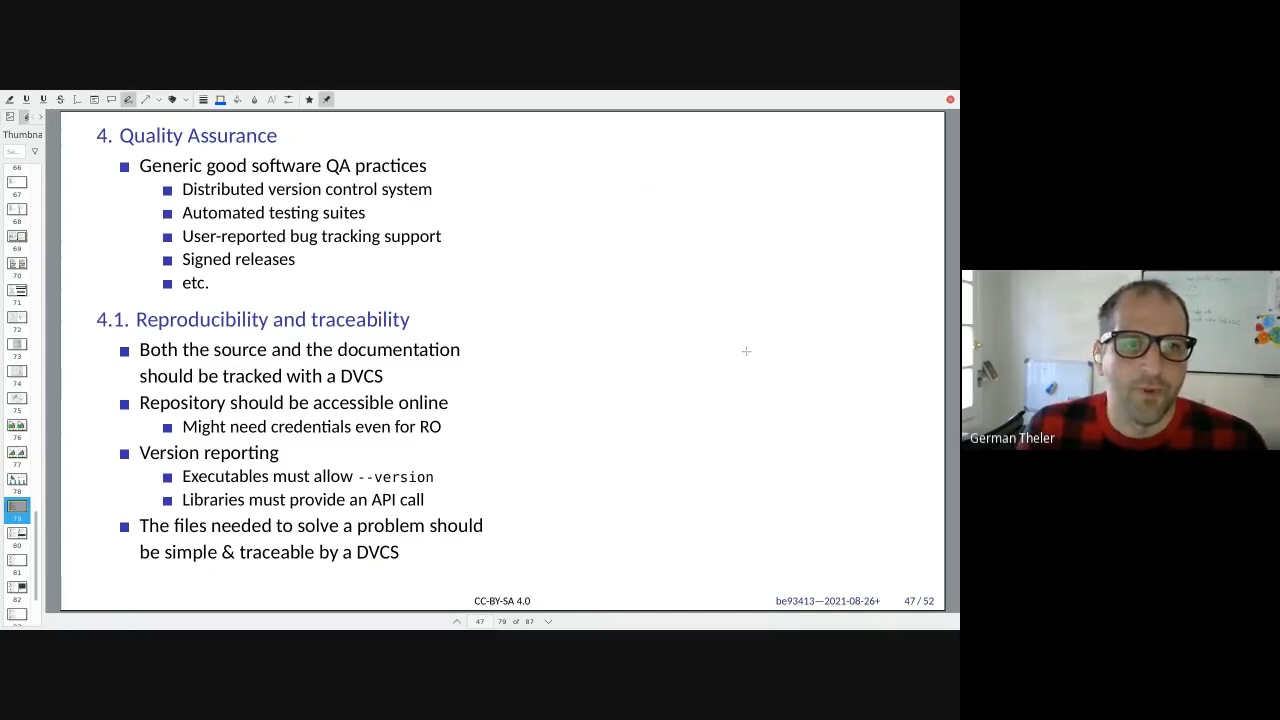 Thumbna
Se...
66
67
68
69
70
71
72
73
74
75
76
77
78
79
80
81
82
4. Quality Assurance
Generic good software QA practices
Distributed version control system
Automated testing suites
User-reported bug tracking support
Signed releases
etc.
4.1. Reproducibility and traceability
Both the source and the documentation
should be tracked with a DVCS
Repository should be accessible online
Might need credentials even for RO
Version reporting
Executables must allow --version
Libraries must provide an API call
The files needed to solve a problem should
be simple & traceable by a DVCS
CC-BY-SA 4.0
be93413—2021-08-26+
47 / 52
47 79 of 87
German Theler